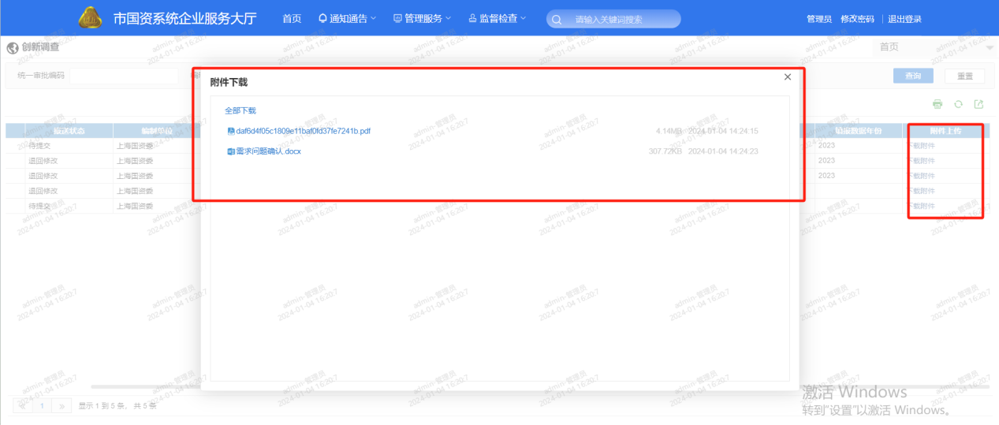 市国资系统企业服务大厅 首页 通知通告 管理服务 监督检查 请输入关键词搜索 管理员 修改密码 退出登录
创新调查 首页
统一审批编码 查询 重置
附件下载
全部下载
daf6d4f05c1809e11baf0fd37fe7241b.pdf 4.14MB 2024-01-04 14:24:15
需求问题确认.docx 307.72KB 2024-01-04 14:24:23
报送状态 编制单位 填报数据年份 附件上传
待提交 上海国资委 2023 下载附件
退回修改 上海国资委 2023 下载附件
退回修改 上海国资委 2023 下载附件
退回修改 上海国资委 下载附件
待提交 上海国资委 下载附件
1 显示 1 到 5 条, 共 5 条
admin-管理员
2024-01-04 16:20:7
激活 Windows
转到"设置"以激活 Windows。